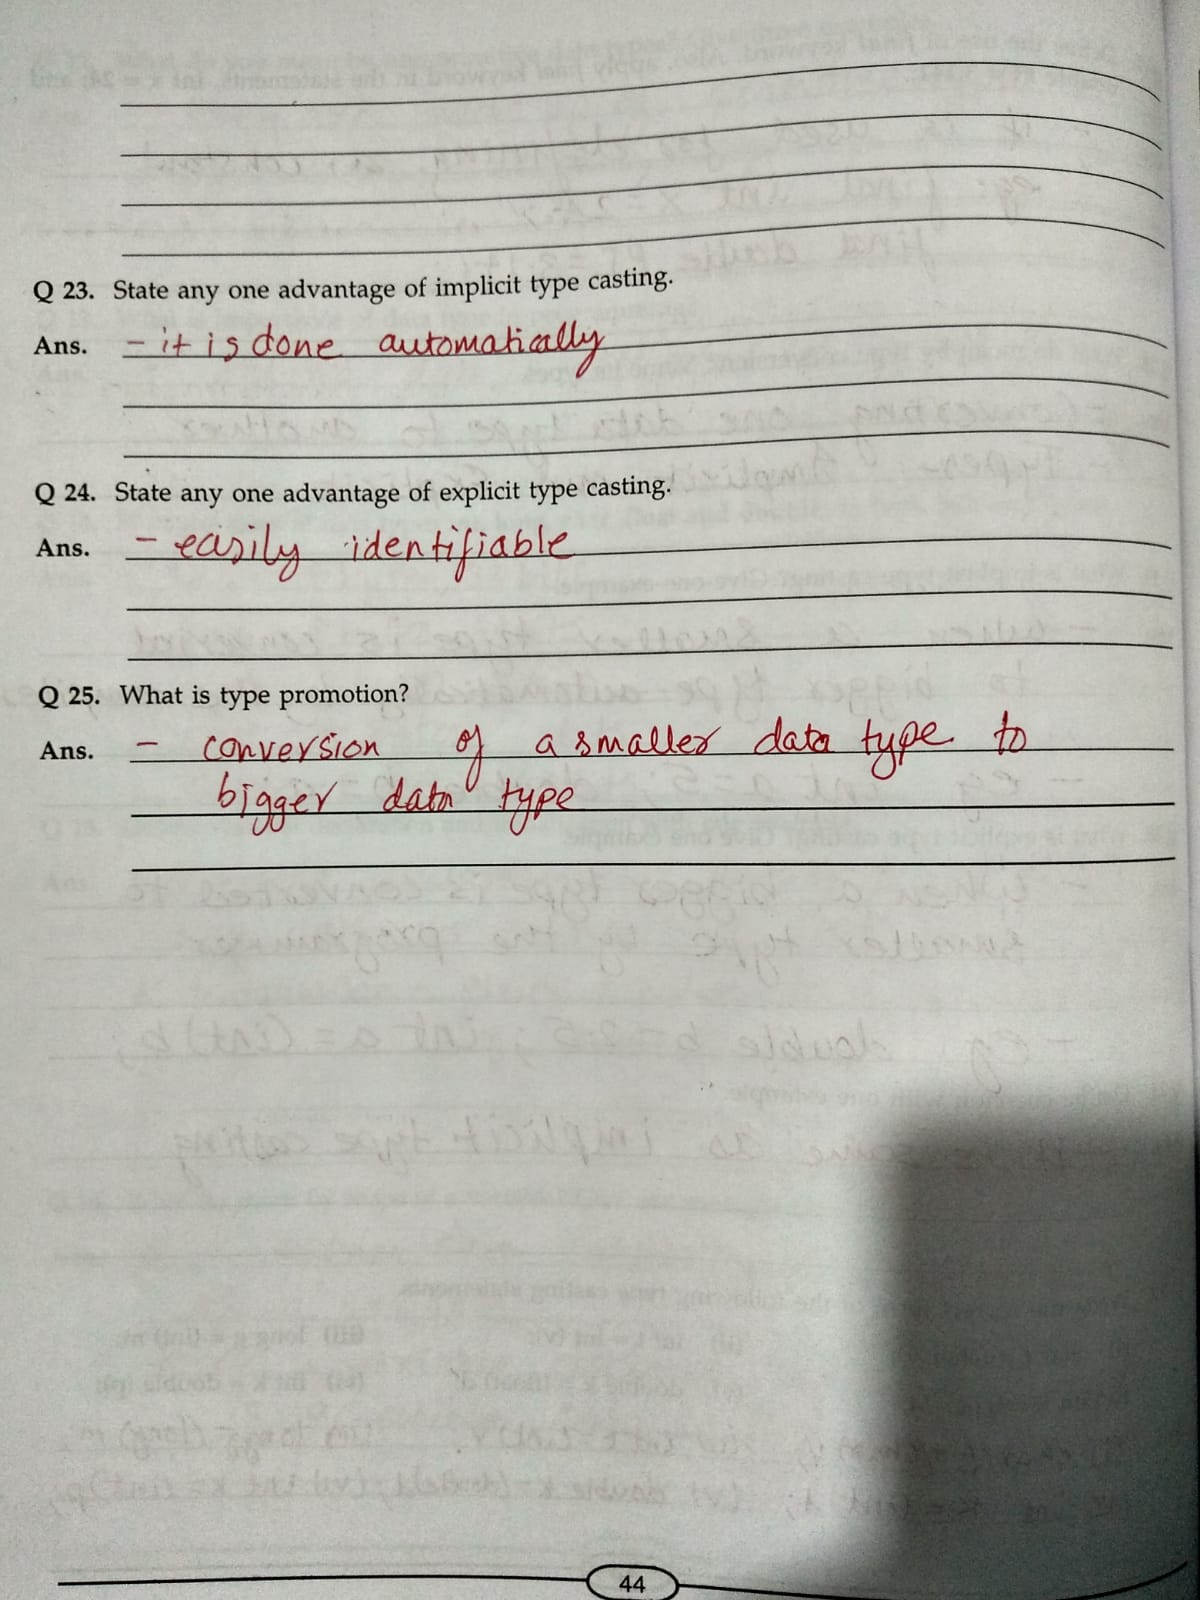 Q 23. State any one advantage of implicit type casting.
Ans. - it is done automatically
Q 24. State any one advantage of explicit type casting.
Ans. - easily identifiable
Q 25. What is type promotion?
Ans. - conversion of a smaller data type to
bigger data type
44